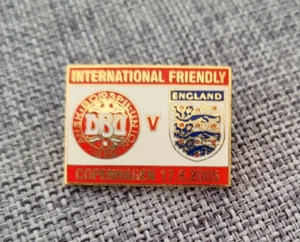 INTERNATIONAL FRIENDLY
ENGLAND
DBU
V
COPENHAGEN 17.8.2005